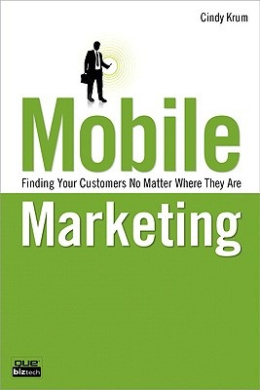 Cindy Krum
Mobile
Finding Your Customers No Matter Where They Are
Marketing
que
biztech